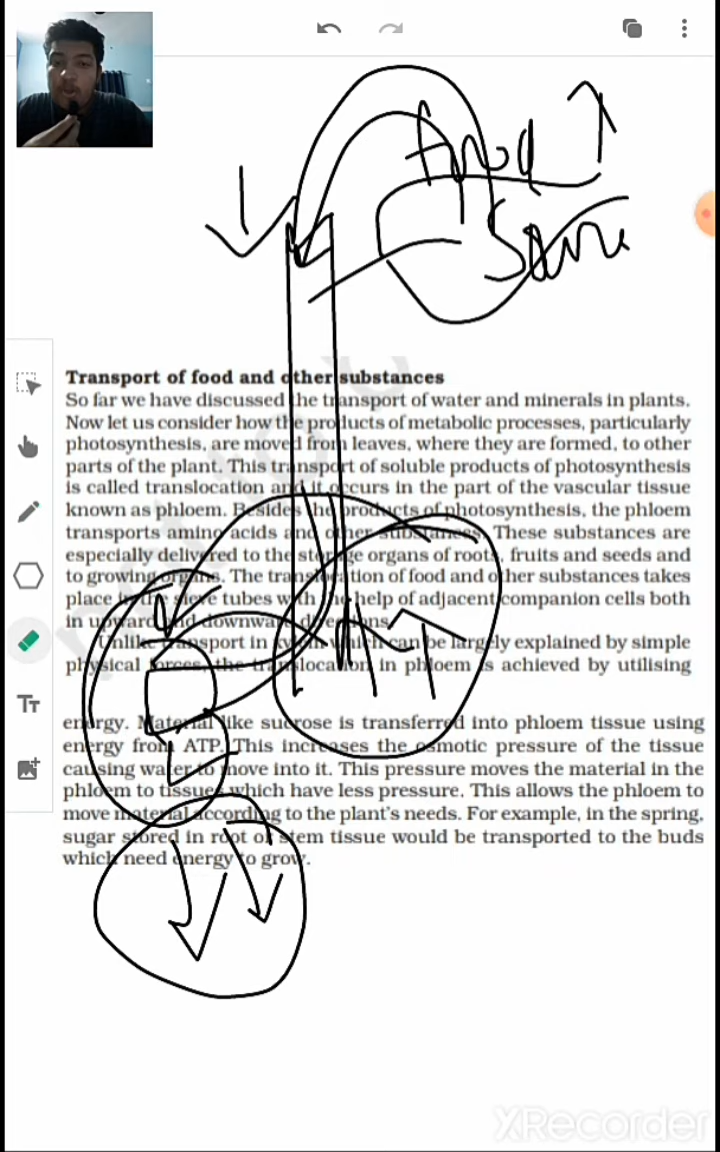 food
Same
Transport of food and other substances
So far we have discussed the transport of water and minerals in plants.
Now let us consider how the products of metabolic processes, particularly
photosynthesis, are moved from leaves, where they are formed, to other
parts of the plant. This transport of soluble products of photosynthesis
is called translocation and it occurs in the part of the vascular tissue
known as phloem. Besides the products of photosynthesis, the phloem
transports amino acids and other substances. These substances are
especially delivered to the storage organs of roots, fruits and seeds and
to growing organs. The translocation of food and other substances takes
place in the sieve tubes with the help of adjacent companion cells both
in upward and downward directions.
Unlike transport in xylem which can be largely explained by simple
physical forces, the translocation in phloem is achieved by utilising
energy. Material like sucrose is transferred into phloem tissue using
energy from ATP. This increases the osmotic pressure of the tissue
causing water to move into it. This pressure moves the material in the
phloem to tissues which have less pressure. This allows the phloem to
move material according to the plant's needs. For example, in the spring,
sugar stored in root or stem tissue would be transported to the buds
which need energy to grow.
Tт
XRecorder